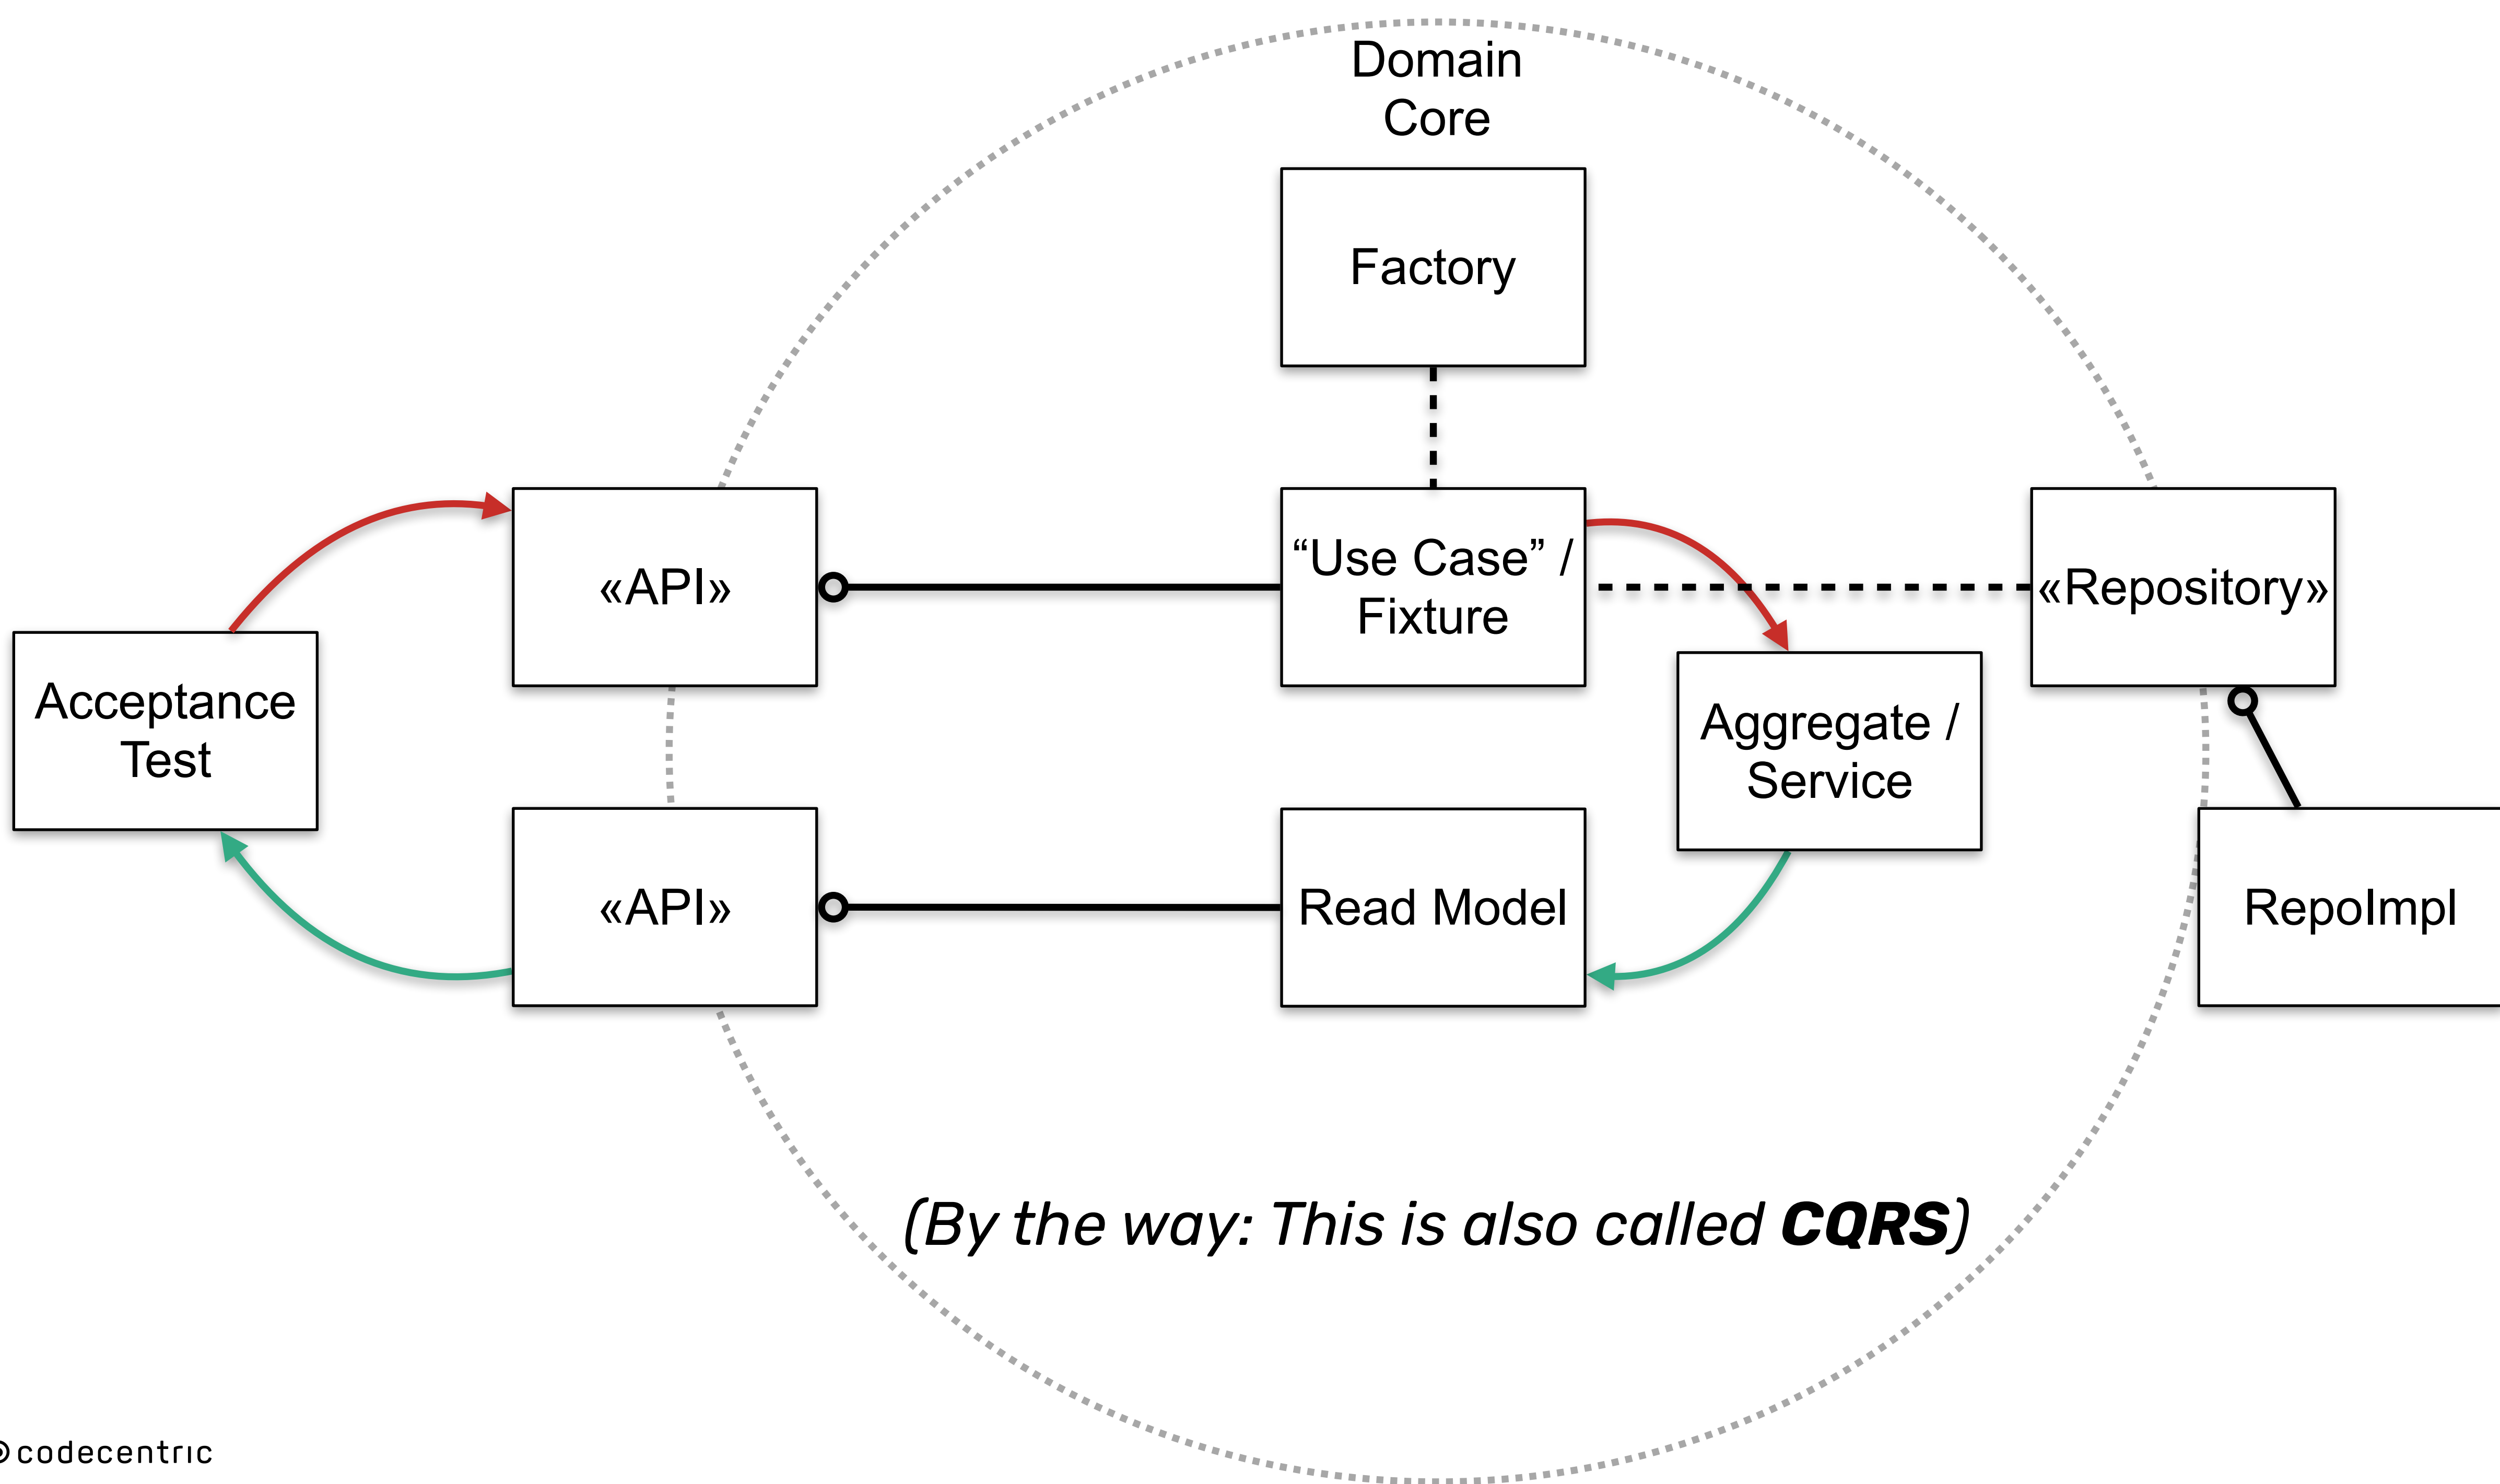 Domain
Core
Factory
«API»
“Use Case” /
Fixture
«Repository»
Acceptance
Test
Aggregate /
Service
«API»
Read Model
RepoImpl
(By the way: This is also called CQRS)
codecentric